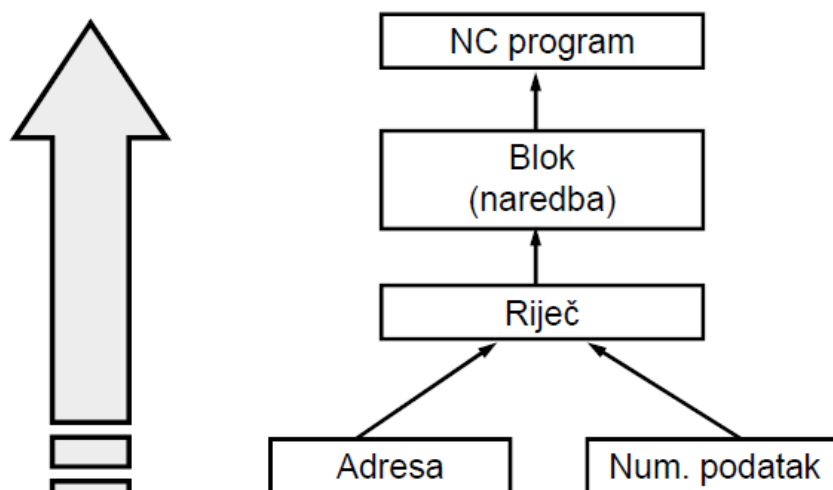 NC program
Blok
(naredba)
Riječ
Adresa
Num. podatak